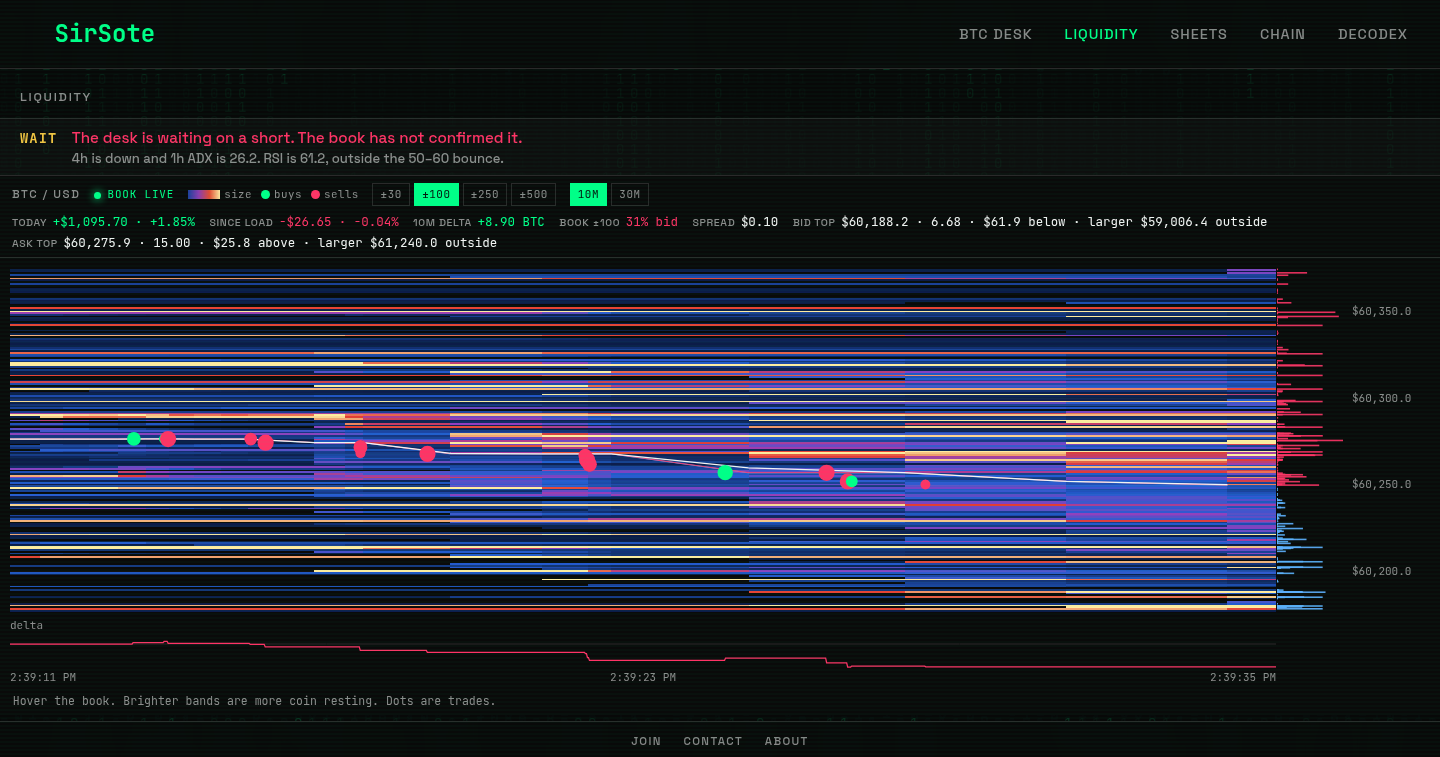 SirSote
BTC DESK LIQUIDITY SHEETS CHAIN DECODEX
LIQUIDITY
WAIT The desk is waiting on a short. The book has not confirmed it.
4h is down and 1h ADX is 26.2. RSI is 61.2, outside the 50–60 bounce.
BTC / USD BOOK LIVE size buys sells ±30 ±100 ±250 ±500 10M 30M
TODAY +$1,095.70 · +1.85% SINCE LOAD -$26.65 · -0.04% 10M DELTA +8.90 BTC BOOK ±100 31% bid SPREAD $0.10 BID TOP $60,188.2 · 6.68 · $61.9 below · larger $59,006.4 outside
ASK TOP $60,275.9 · 15.00 · $25.8 above · larger $61,240.0 outside
$60,350.0
$60,300.0
$60,250.0
$60,200.0
delta
2:39:11 PM 2:39:23 PM 2:39:35 PM
Hover the book. Brighter bands are more coin resting. Dots are trades.
JOIN CONTACT ABOUT